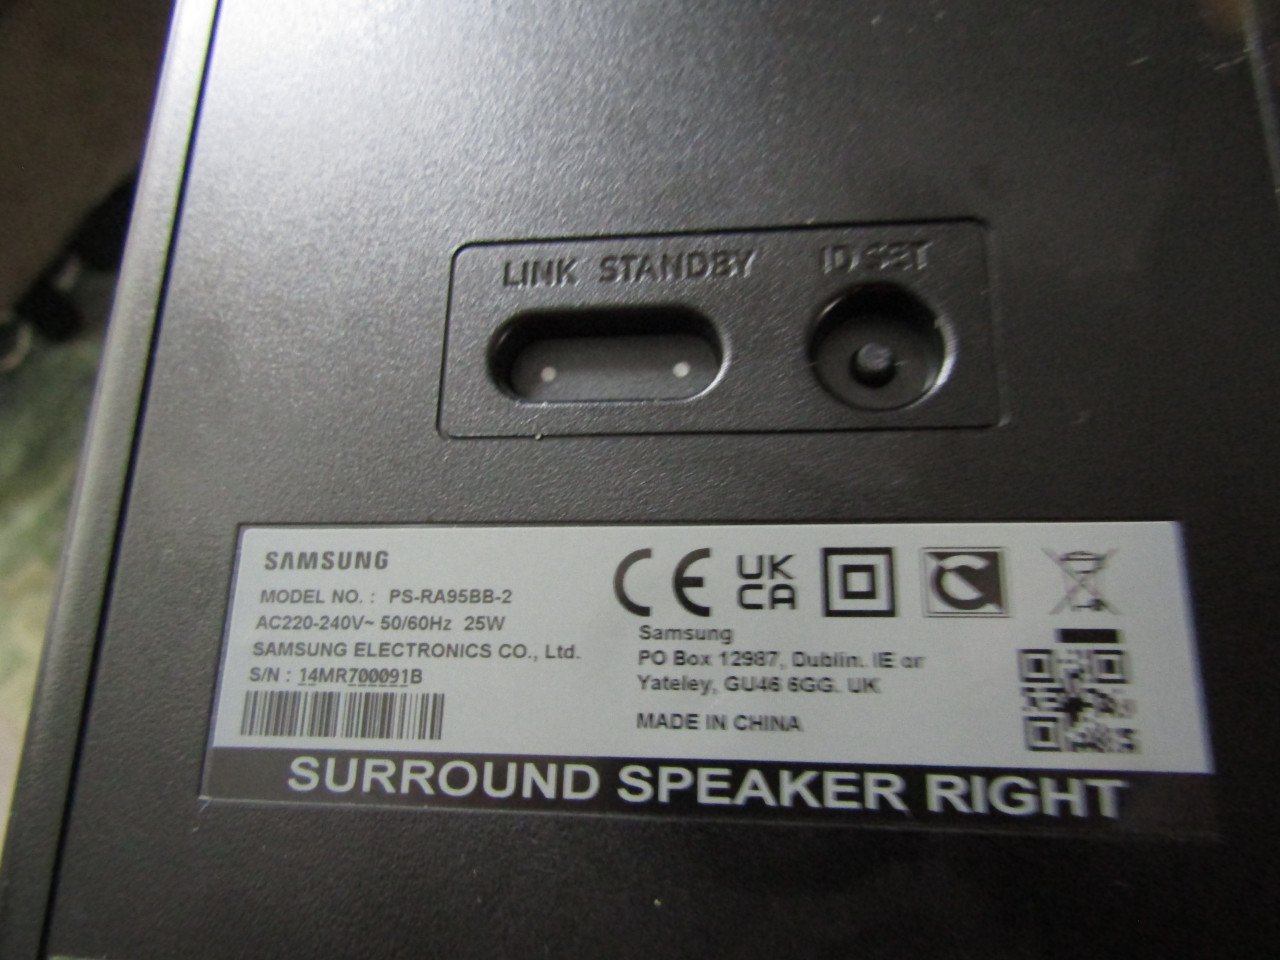 LINK STANDBY ID SET
SAMSUNG
MODEL NO. : PS-RA95BB-2
AC220-240V~ 50/60Hz 25W
SAMSUNG ELECTRONICS CO., Ltd.
S/N : 14MR700091B
CE UK CA
Samsung
PO Box 12987, Dublin. IE or
Yateley, GU46 6GG. UK
MADE IN CHINA
SURROUND SPEAKER RIGHT